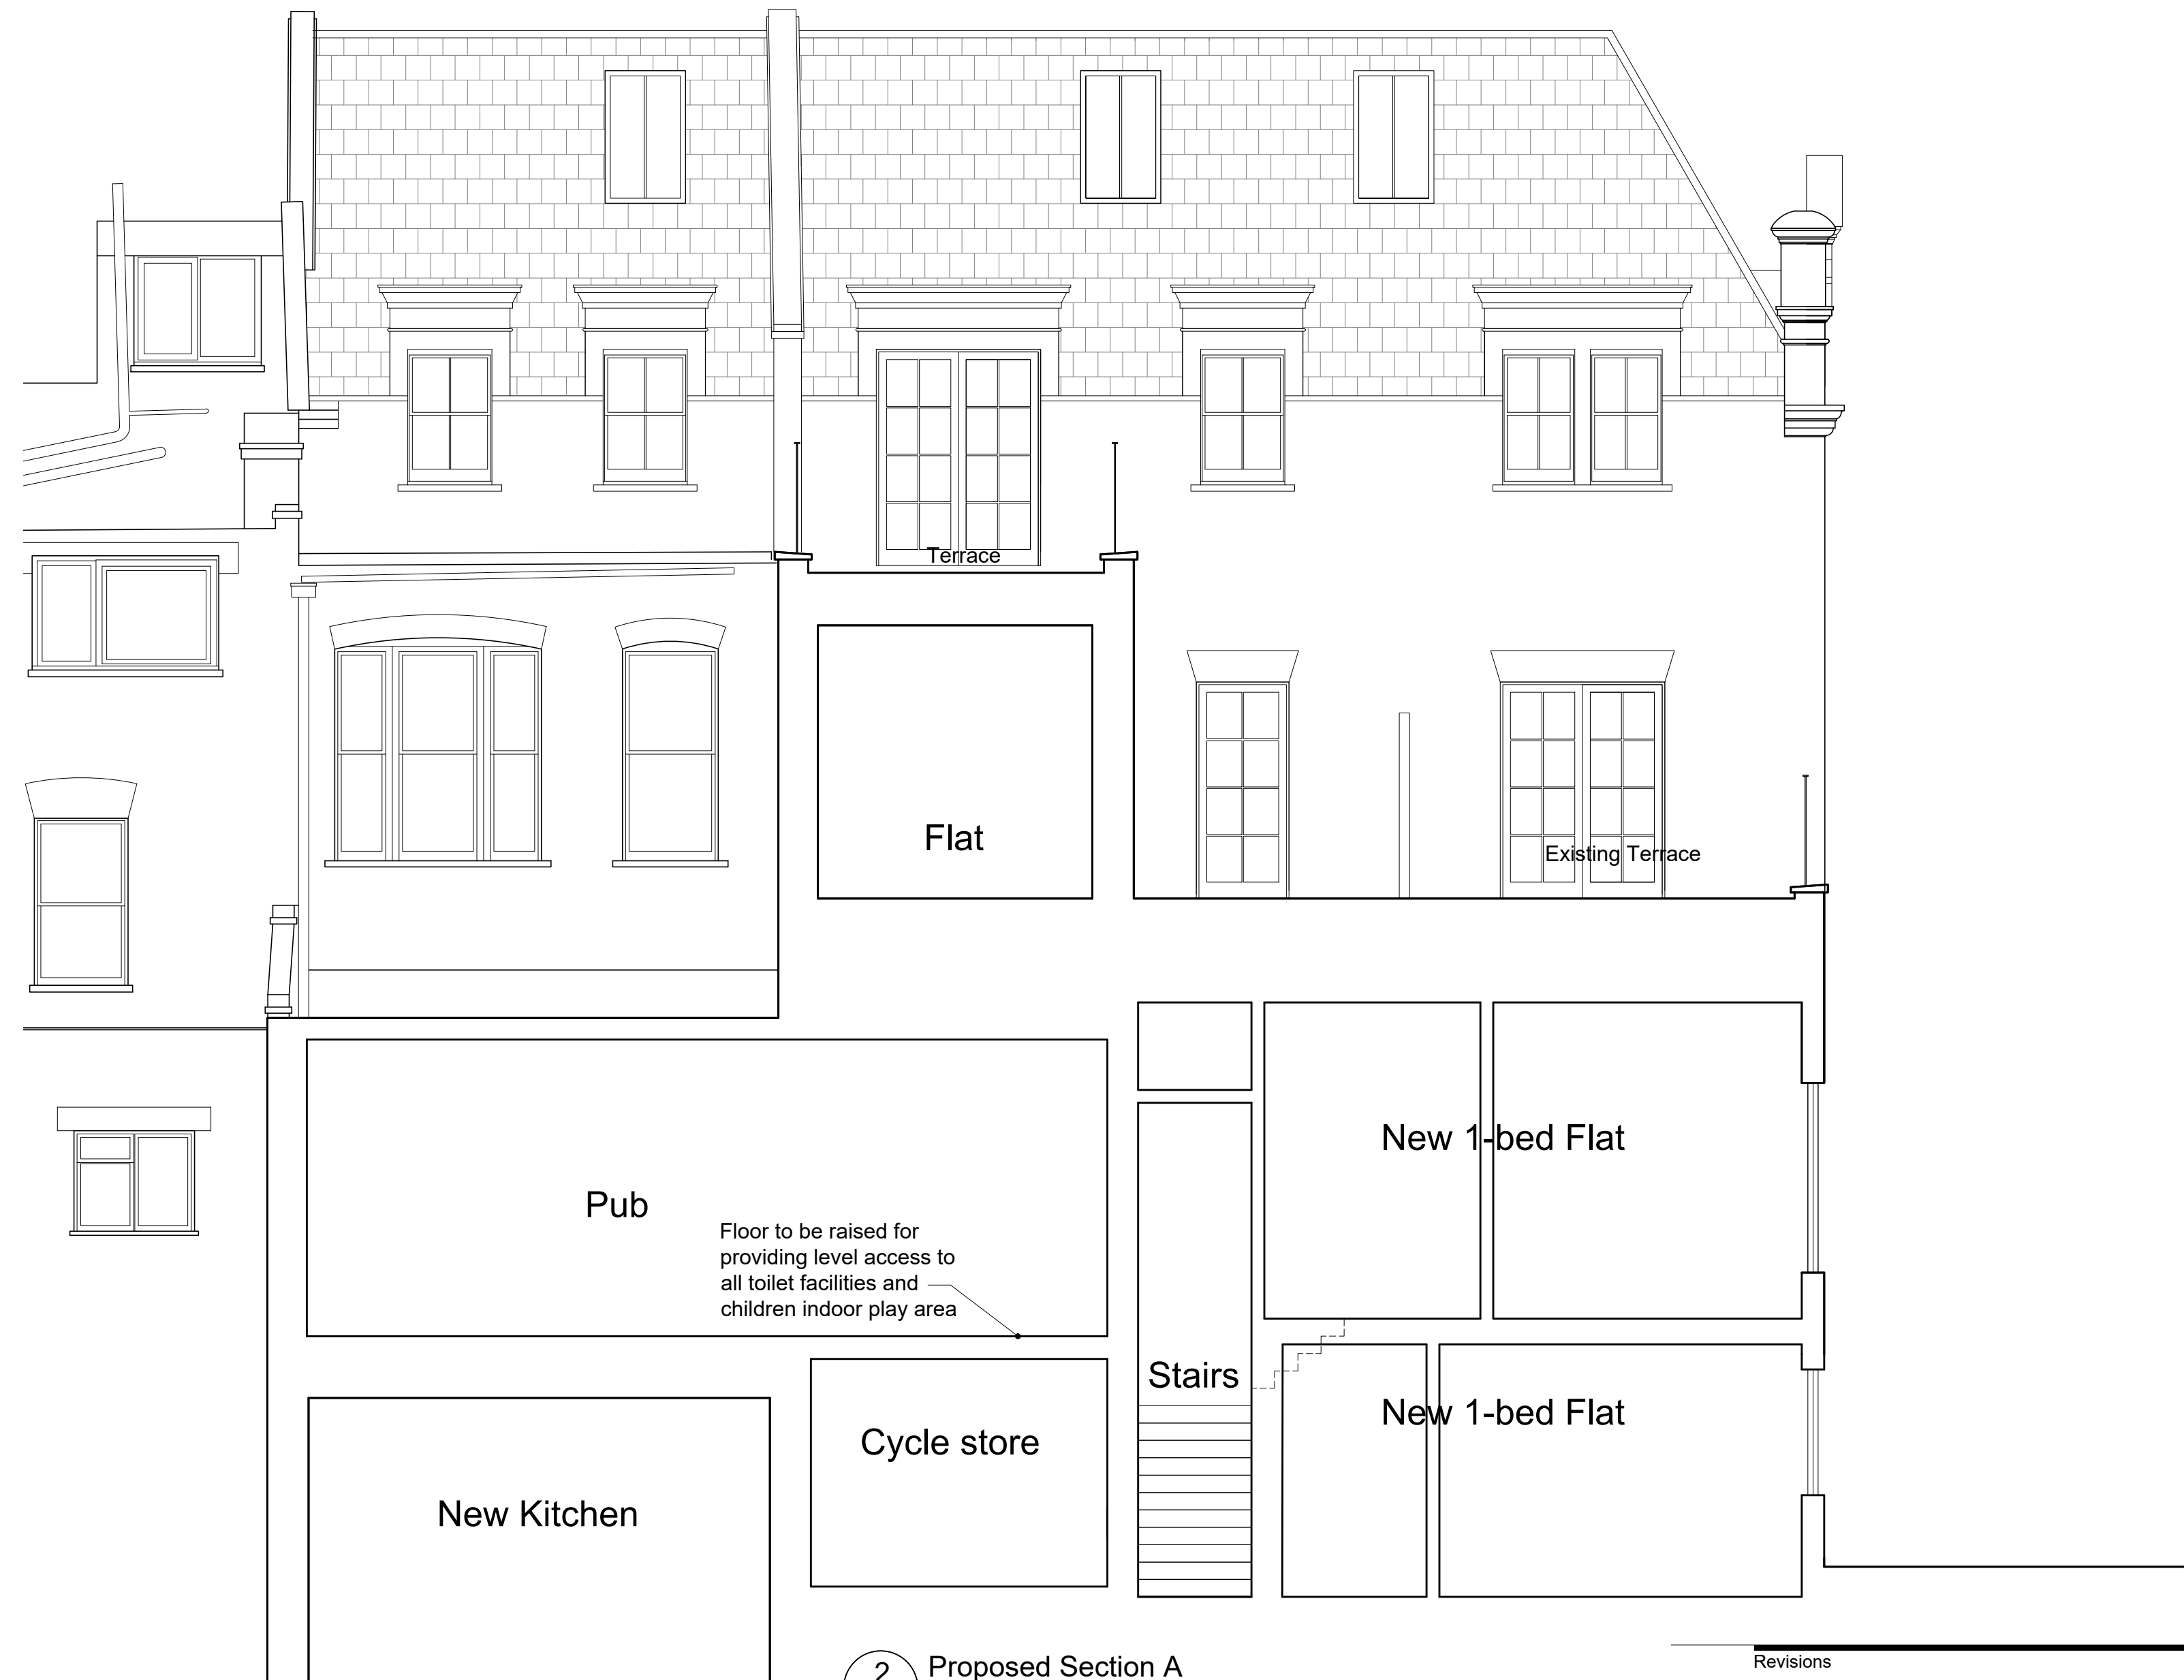 Terrace
Flat
Existing Terrace
New 1-bed Flat
Pub
Floor to be raised for
providing level access to
all toilet facilities and
children indoor play area
Stairs
New 1-bed Flat
Cycle store
New Kitchen
2
Proposed Section A
Revisions